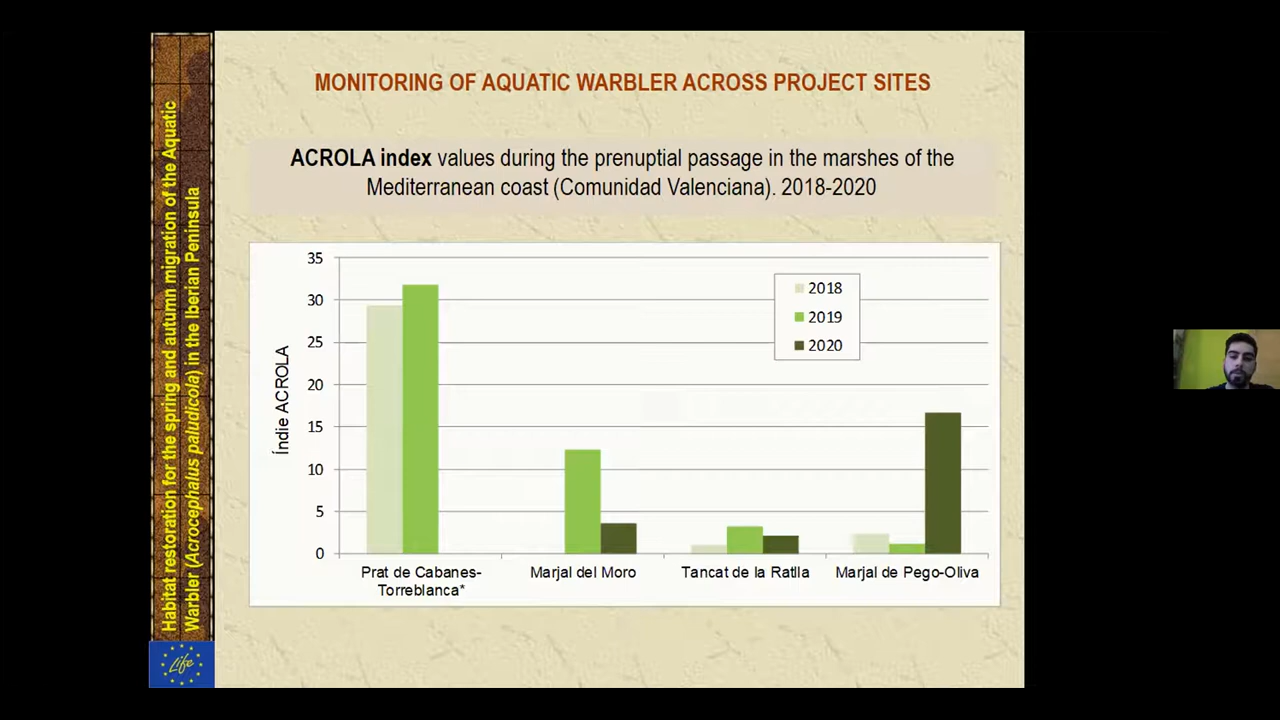 MONITORING OF AQUATIC WARBLER ACROSS PROJECT SITES
ACROLA index values during the prenuptial passage in the marshes of the
Mediterranean coast (Comunidad Valenciana). 2018-2020
Habitat restoration for the spring and autumn migration of the Aquatic
Warbler (Acrocephalus paludicola) in the Iberian Peninsula
Life
Índie ACROLA
35
30
25
20
15
10
5
0
2018
2019
2020
Prat de Cabanes-
Torreblanca*
Marjal del Moro
Tancat de la Ratlla
Marjal de Pego-Oliva